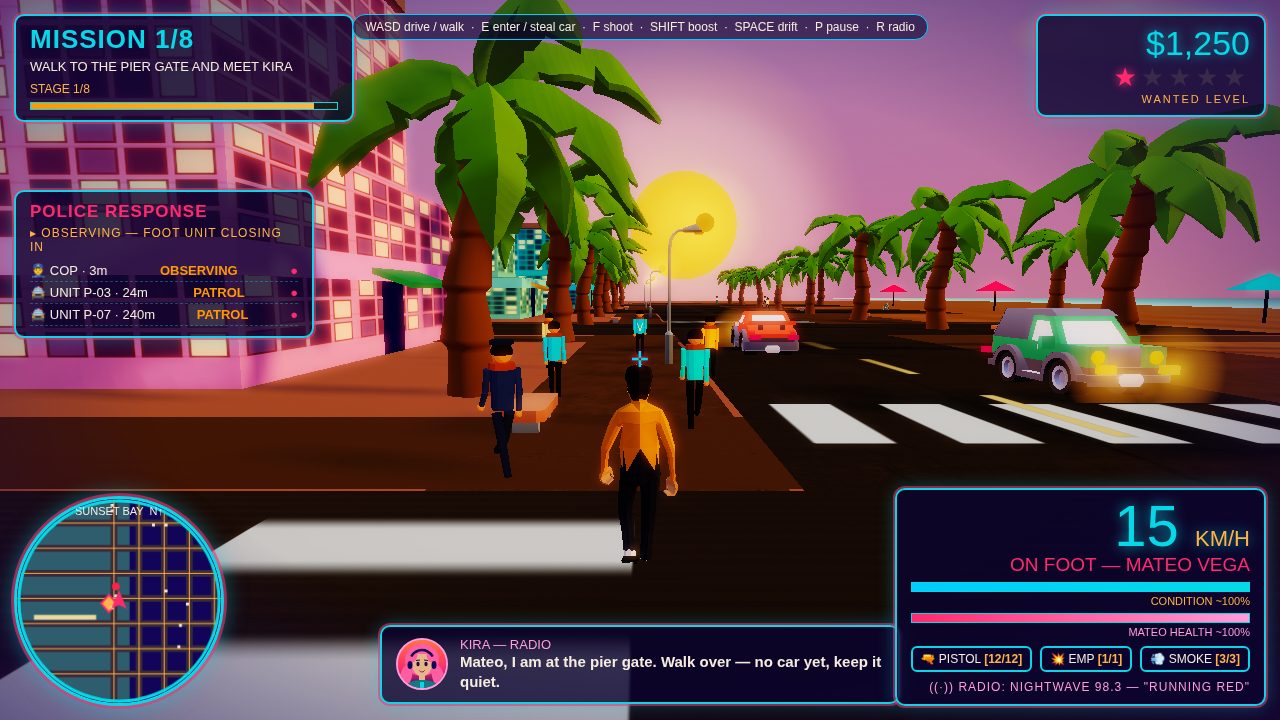 MISSION 1/8
WALK TO THE PIER GATE AND MEET KIRA
STAGE 1/8
WASD drive / walk · E enter / steal car · F shoot · SHIFT boost · SPACE drift · P pause · R radio
$1,250
WANTED LEVEL
POLICE RESPONSE
▸ OBSERVING — FOOT UNIT CLOSING
IN
COP · 3m OBSERVING
UNIT P-03 · 24m PATROL
UNIT P-07 · 240m PATROL
V
SUNSET BAY
15 KM/H
ON FOOT — MATEO VEGA
CONDITION ~100%
MATEO HEALTH ~100%
PISTOL [12/12] EMP [1/1] SMOKE [3/3]
((·)) RADIO: NIGHTWAVE 98.3 — "RUNNING RED"
KIRA — RADIO
Mateo, I am at the pier gate. Walk over — no car yet, keep it
quiet.